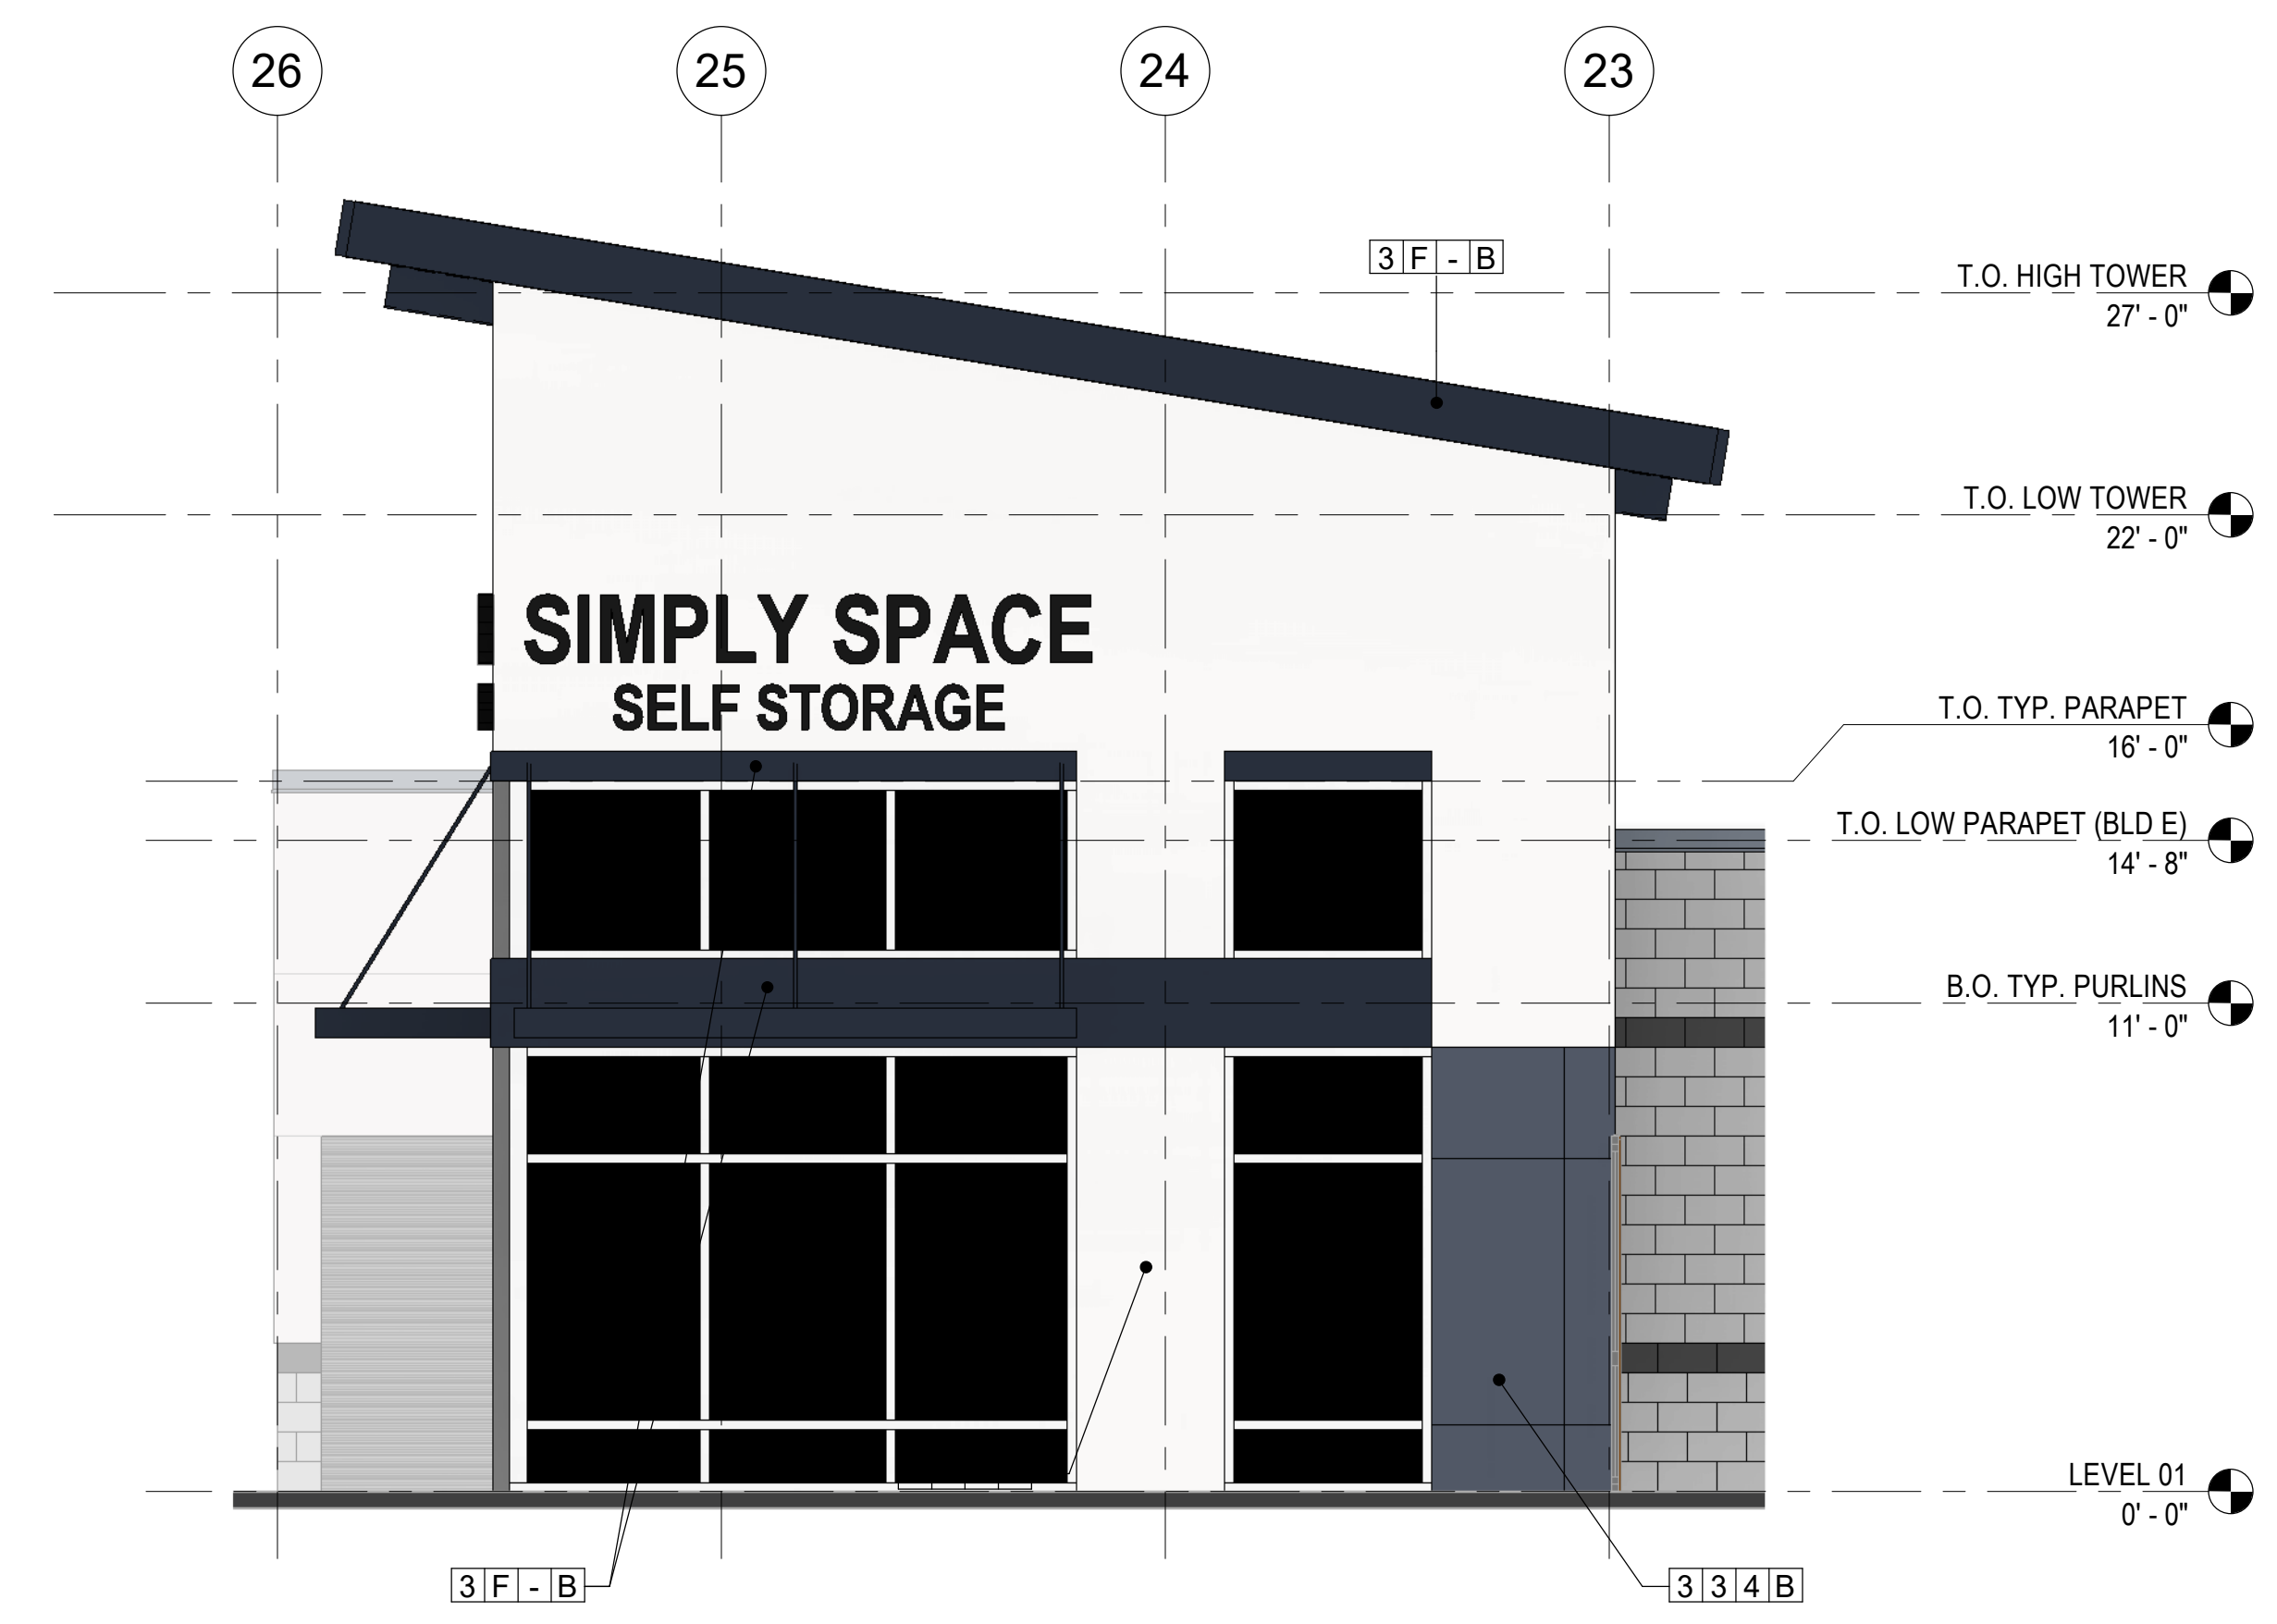 26 25 24 23
3 F - B
T.O. HIGH TOWER
27' - 0"
T.O. LOW TOWER
22' - 0"
SIMPLY SPACE
SELF STORAGE
T.O. TYP. PARAPET
16' - 0"
T.O. LOW PARAPET (BLD E)
14' - 8"
B.O. TYP. PURLINS
11' - 0"
LEVEL 01
0' - 0"
3 F - B
3 3 4 B